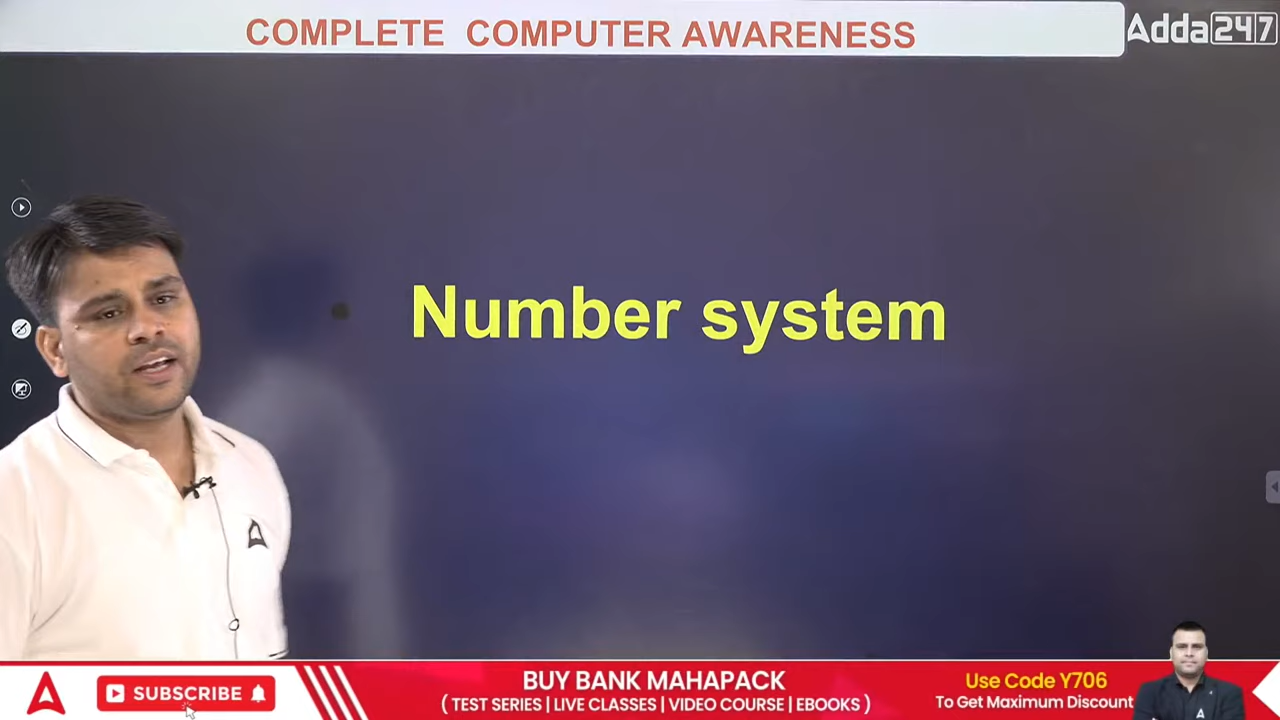 COMPLETE COMPUTER AWARENESS
Adda247
Number system
SUBSCRIBE
BUY BANK MAHAPACK
( TEST SERIES | LIVE CLASSES | VIDEO COURSE | EBOOKS )
Use Code Y706
To Get Maximum Discount